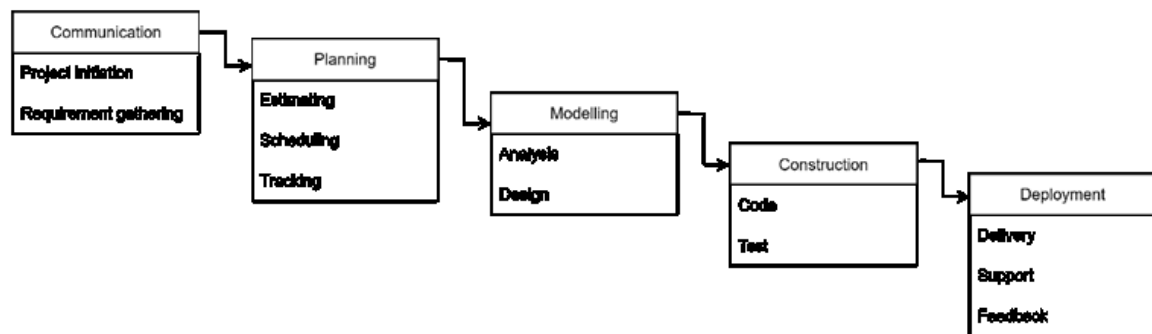 Communication
Project initiation
Requirement gathering
Planning
Estimating
Scheduling
Tracking
Modelling
Analysis
Design
Construction
Code
Test
Deployment
Delivery
Support
Feedback